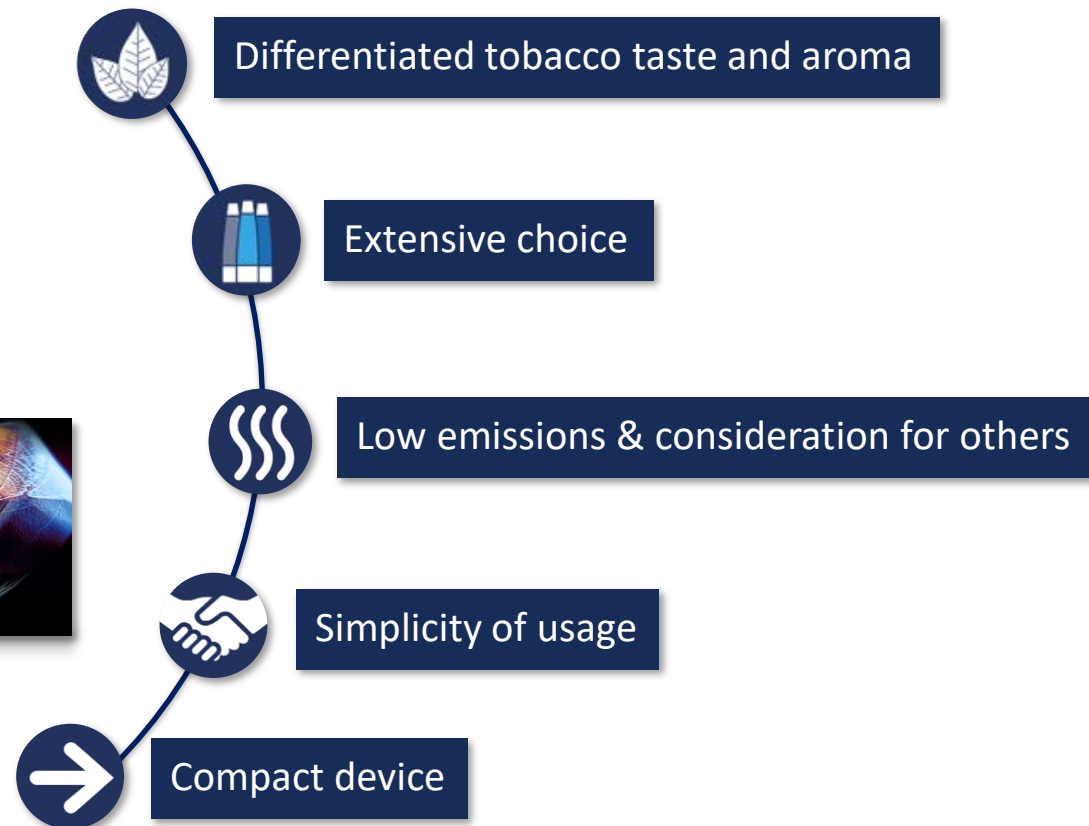 Differentiated tobacco taste and aroma
Extensive choice
Low emissions & consideration for others
Simplicity of usage
Compact device